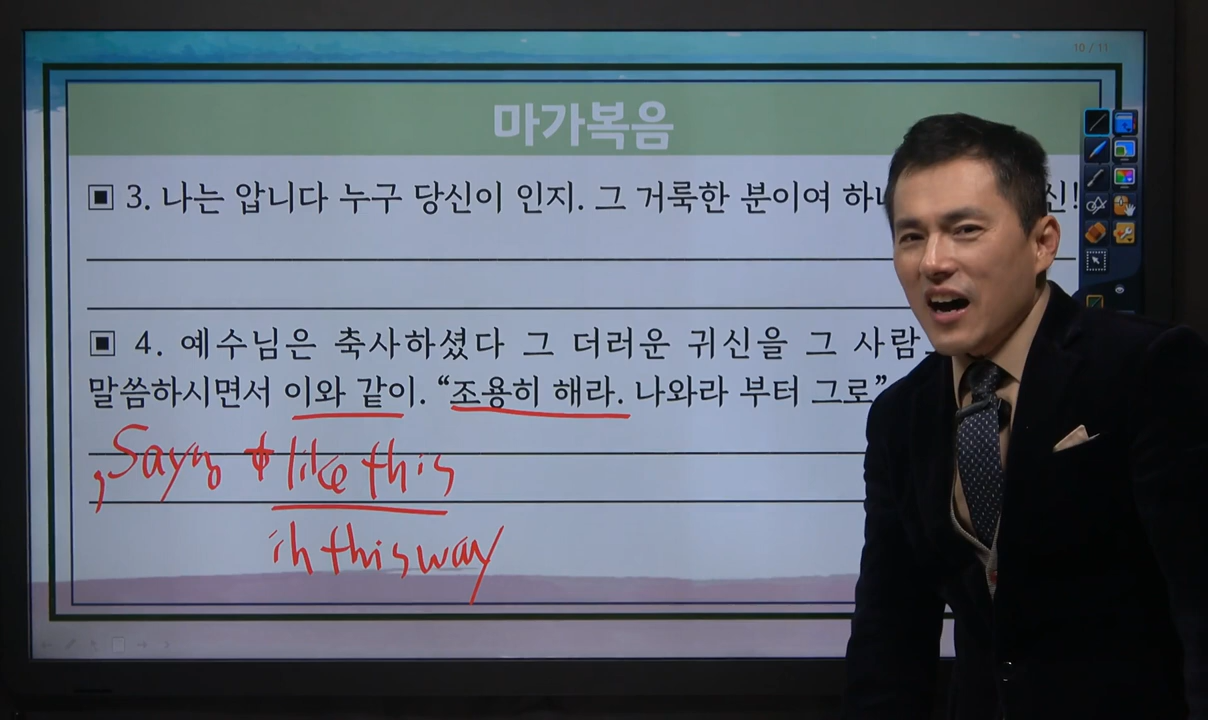 10 / 11
마가복음
▣ 3. 나는 압니다 누구 당신이 인지. 그 거룩한 분이여 신!
▣ 4. 예수님은 축사하셨다 그 더러운 귀신을 그 사람
말씀하시면서 이와 같이. “조용히 해라. 나와라 부터 그로”
, Saying like this
in this way